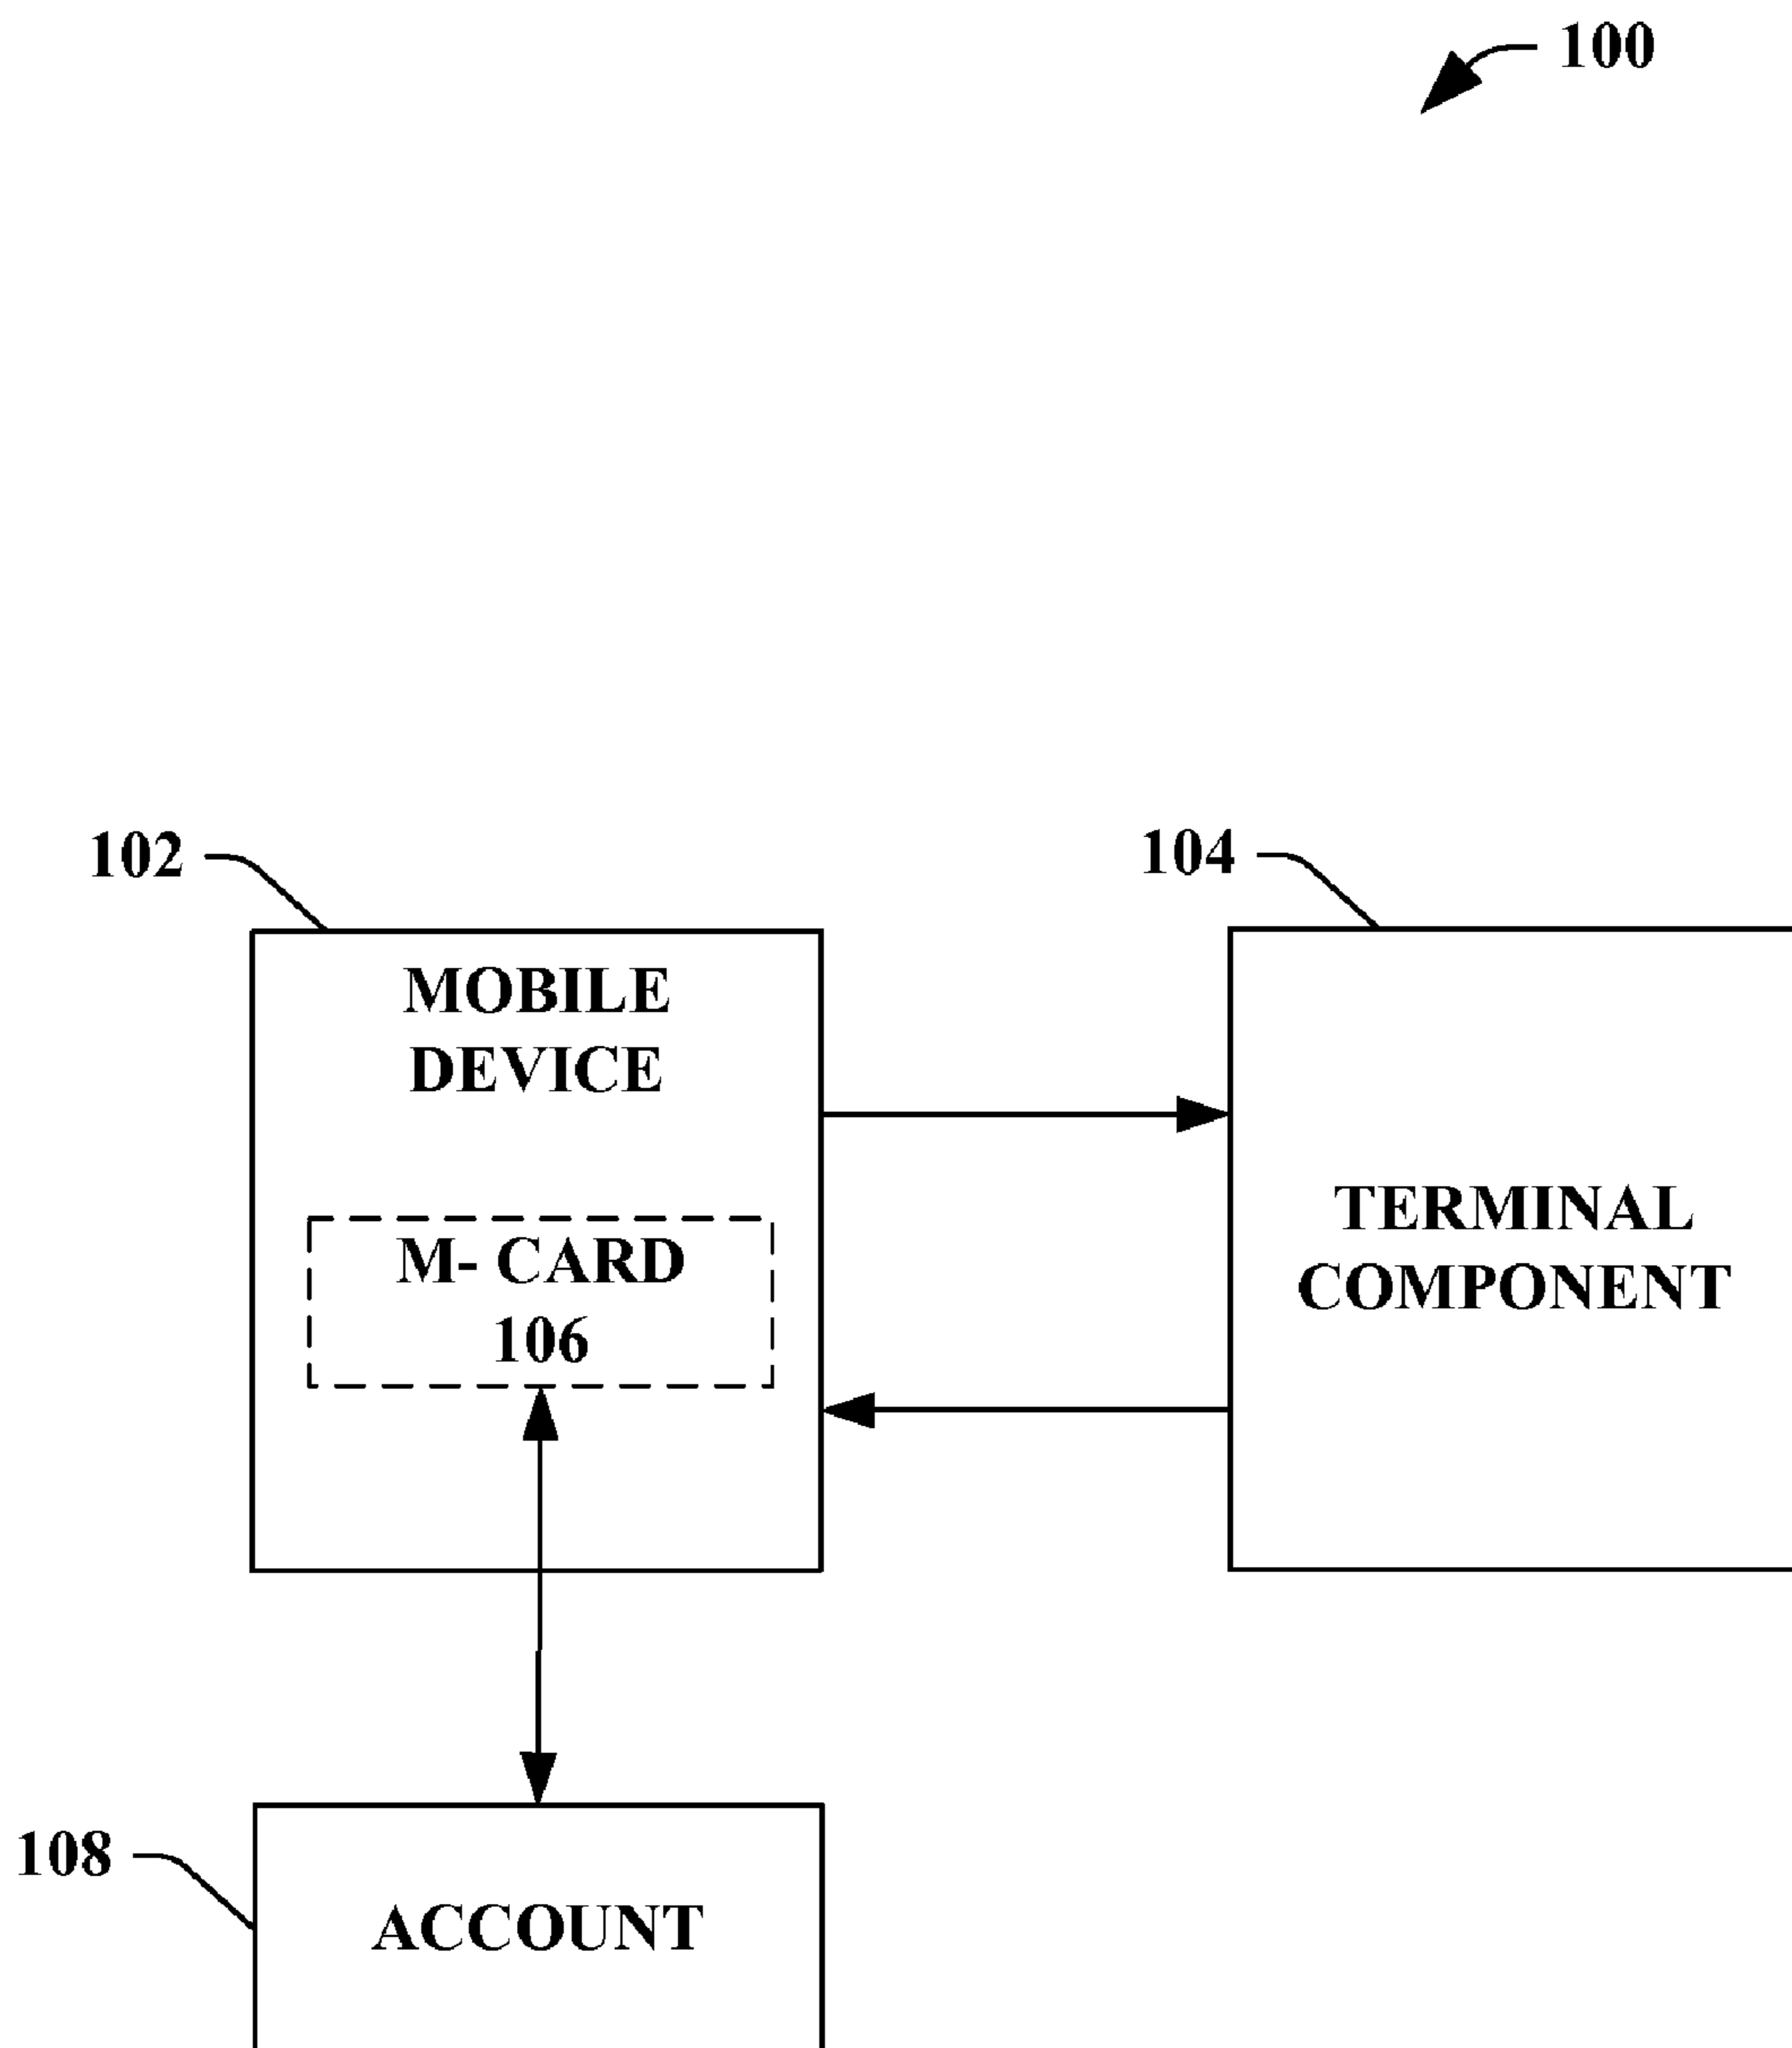 100
102
104
MOBILE
DEVICE
M- CARD
106
TERMINAL
COMPONENT
108
ACCOUNT